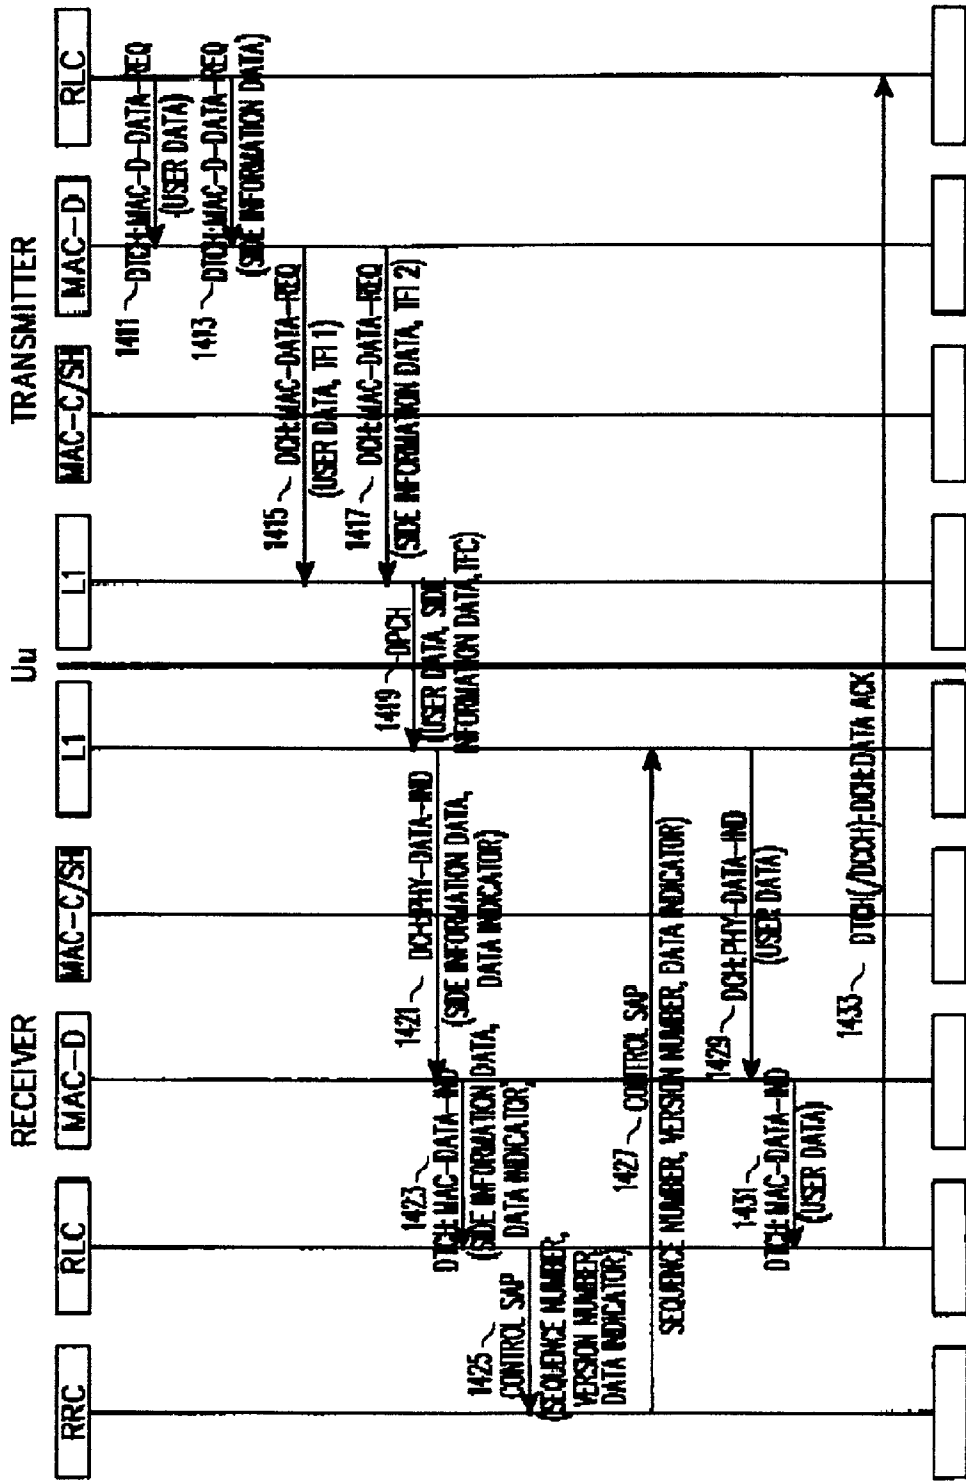 RECEIVER
Uu
TRANSMITTER
RRC
RLC
MAC-D
MAC-C/SH
L1
L1
MAC-C/SH
MAC-D
RLC
1411
DTCH:MAC-D-DATA-REQ
(USER DATA)
1413
DTCH:MAC-D-DATA-REQ
(SIDE INFORMATION DATA)
1415
DCH:MAC-DATA-REQ
(USER DATA, TFI 1)
1417
DCH:MAC-DATA-REQ
(SIDE INFORMATION DATA, TFI 2)
1419
DPCH
(USER DATA, SIDE
INFORMATION DATA, TFC)
1421
DCH:PHY-DATA-IND
(SIDE INFORMATION DATA,
DATA INDICATOR)
1423
DTCH:MAC-DATA-IND
(SIDE INFORMATION DATA,
DATA INDICATOR)
1425
CONTROL SAP
(SEQUENCE NUMBER,
VERSION NUMBER,
DATA INDICATOR)
1427
CONTROL SAP
SEQUENCE NUMBER, VERSION NUMBER, DATA INDICATOR)
1429
DCH:PHY-DATA-IND
(USER DATA)
1431
DTCH:MAC-DATA-IND
(USER DATA)
1433
DTCH(/DCCH):DCH:DATA ACK